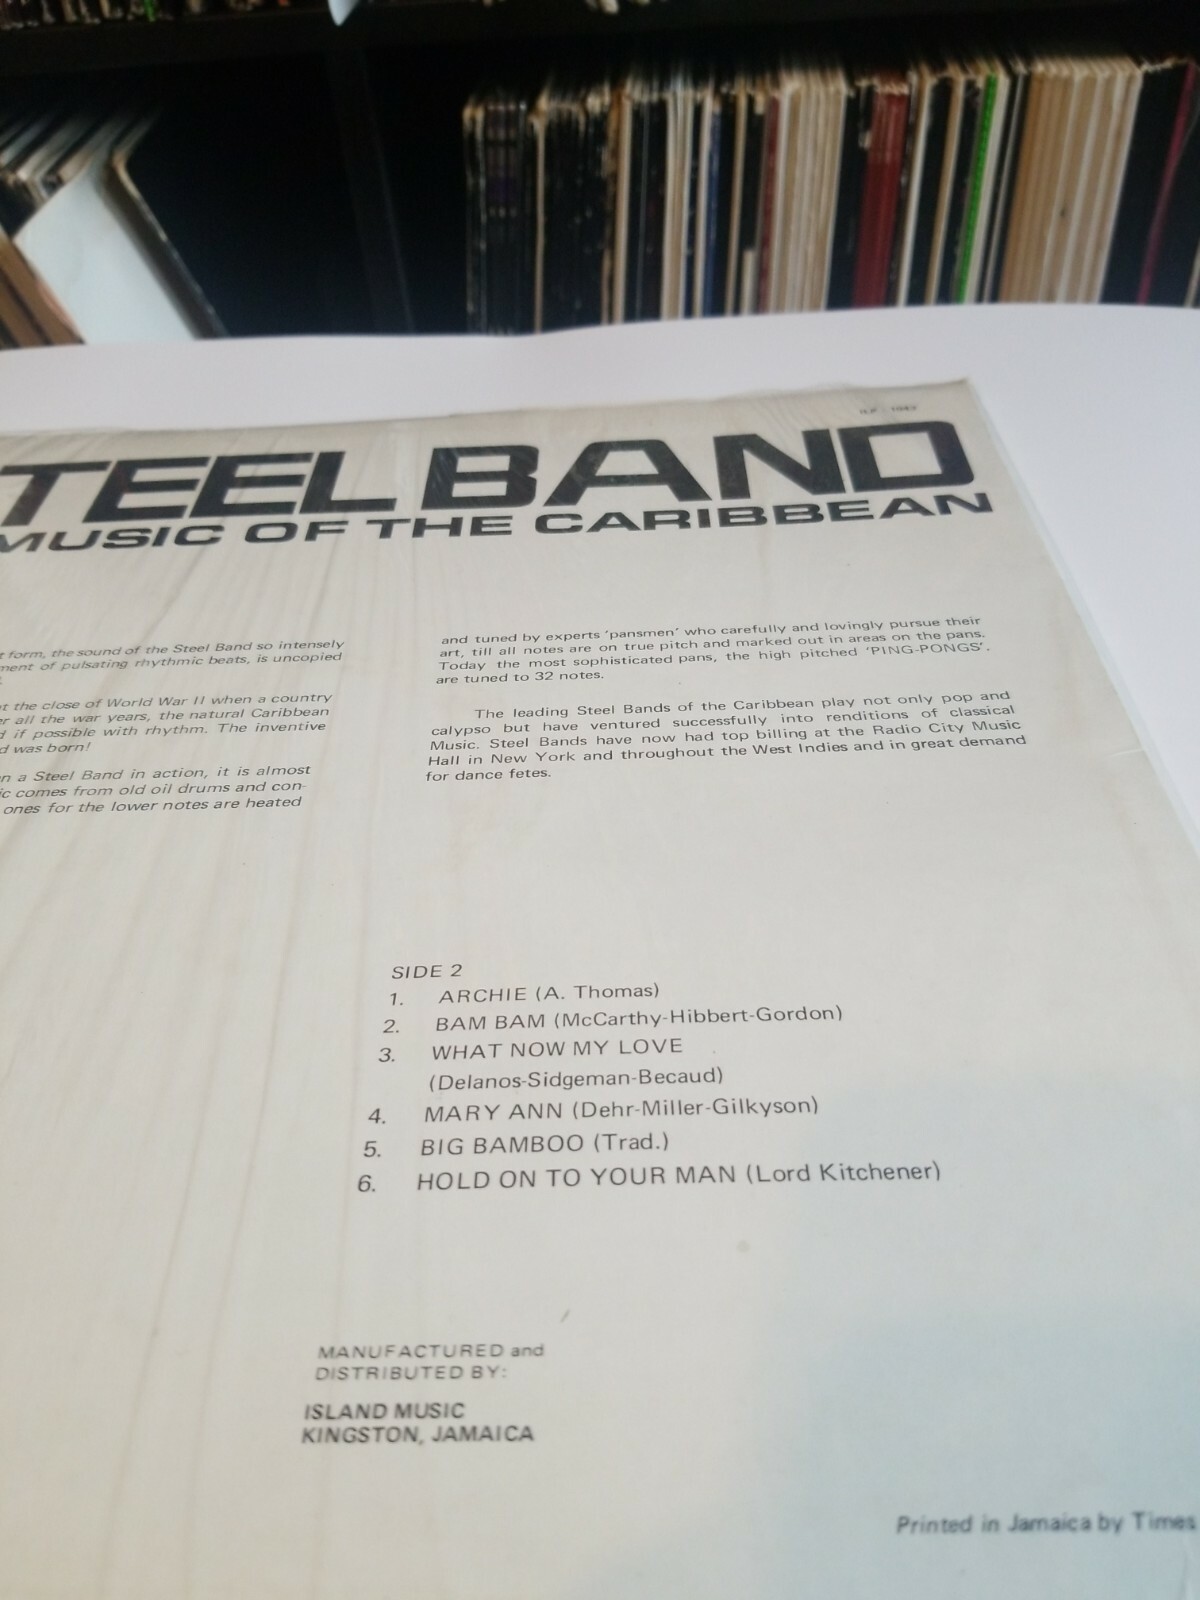 TEEL BAND
MUSIC OF THE CARIBBEAN
form, the sound of the Steel Band so intensely
ment of pulsating rhythmic beats, is uncopied
at the close of World War II when a country
er all the war years, the natural Caribbean
d if possible with rhythm. The inventive
d was born!
n a Steel Band in action, it is almost
ic comes from old oil drums and con-
ones for the lower notes are heated
and tuned by experts 'pansmen' who carefully and lovingly pursue their
art, till all notes are on true pitch and marked out in areas on the pans.
Today the most sophisticated pans, the high pitched 'PING-PONGS'.
are tuned to 32 notes.
The leading Steel Bands of the Caribbean play not only pop and
calypso but have ventured successfully into renditions of classical
Music. Steel Bands have now had top billing at the Radio City Music
Hall in New York and throughout the West Indies and in great demand
for dance fetes.
SIDE 2
1. ARCHIE (A. Thomas)
2. BAM BAM (McCarthy-Hibbert-Gordon)
3. WHAT NOW MY LOVE
(Delanos-Sidgeman-Becaud)
4. MARY ANN (Dehr-Miller-Gilkyson)
5. BIG BAMBOO (Trad.)
6. HOLD ON TO YOUR MAN (Lord Kitchener)
MANUFACTURED and
DISTRIBUTED BY:
ISLAND MUSIC
KINGSTON, JAMAICA
Printed in Jamaica by Times